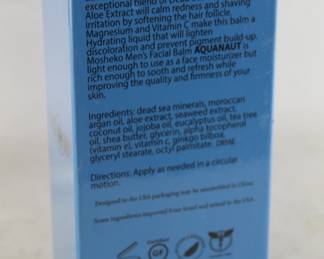 exceptional blend of Dead
Aloe Extract will calm redness and shaving
irritation by softening the hair follicle.
Magnesium and Vitamin C make this balm a
Hydrating liquid that will lighten
discoloration and prevent pigment build-up.
Mosheko Men's Facial Balm AQUANAUT is
light enough to use as a face moisturizer but
rich enough to sooth and refresh while
improving the quality and firmness of your
skin.
Ingredients: dead sea minerals, moroccan
argan oil, aloe extract, seaweed extract,
coconut oil, jojoba oil, eucalyptus oil, tea tree
oil, shea butter, glycerin, alpha tocopherol
(vitamin e), vitamin c, ginkgo biloba,
glyceryl stearate, octyl palmitate.
Directions: Apply as needed in a circular
motion.
Designed in the USA packaging may be assembled in China.
Some Ingredients imported from Israel and mixed in the USA.